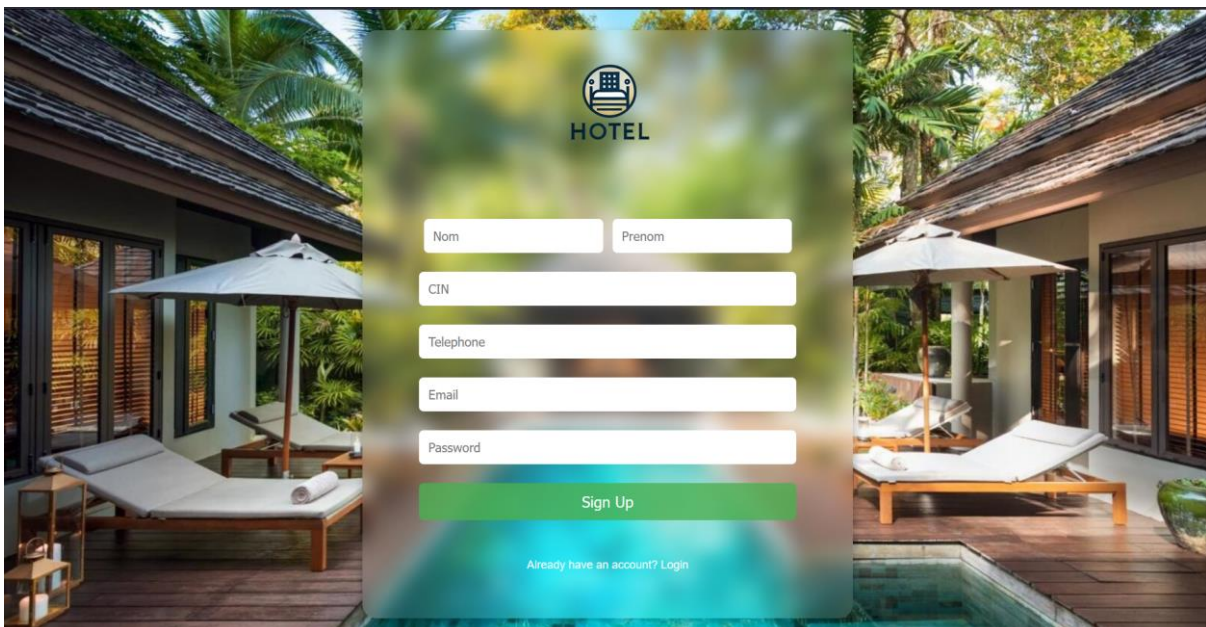 HOTEL
Nom Prenom
CIN
Telephone
Email
Password
Sign Up
Already have an account? Login